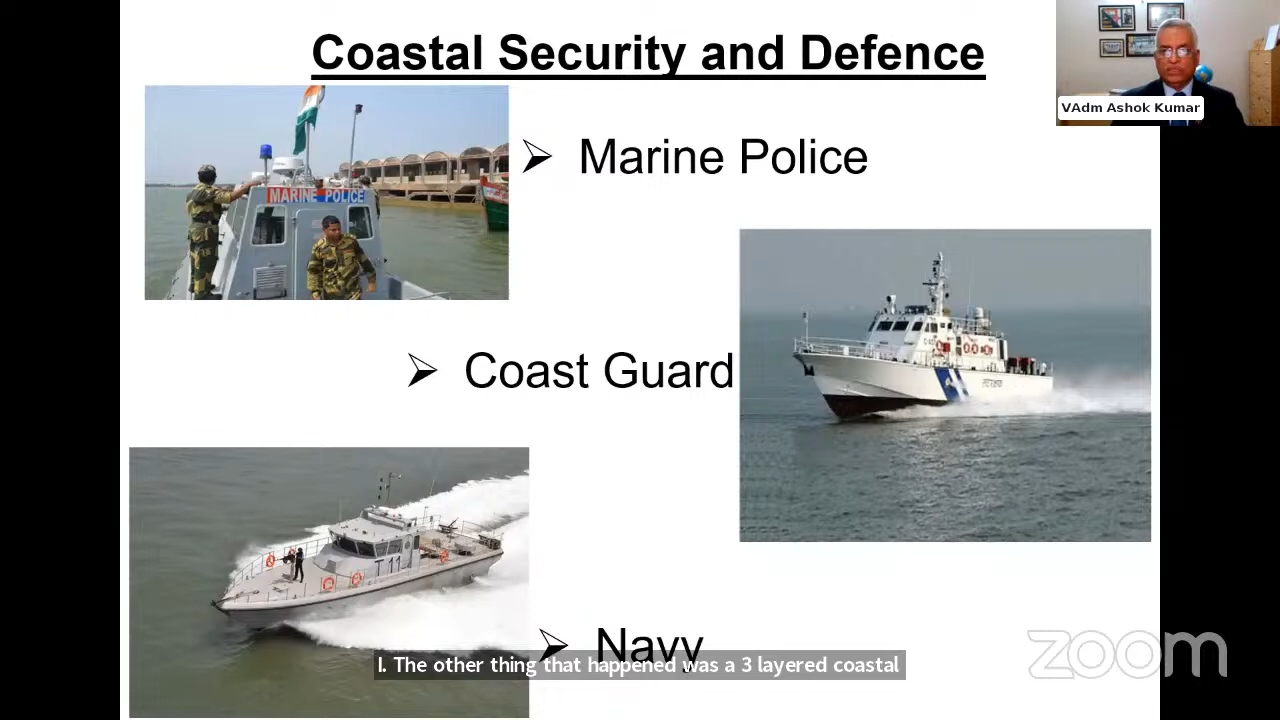 Coastal Security and Defence
VAdm Ashok Kumar
➢ Marine Police
MARINE POLICE
➢ Coast Guard
T 11
➢ Navy
I. The other thing that happened was a 3 layered coastal
zoom